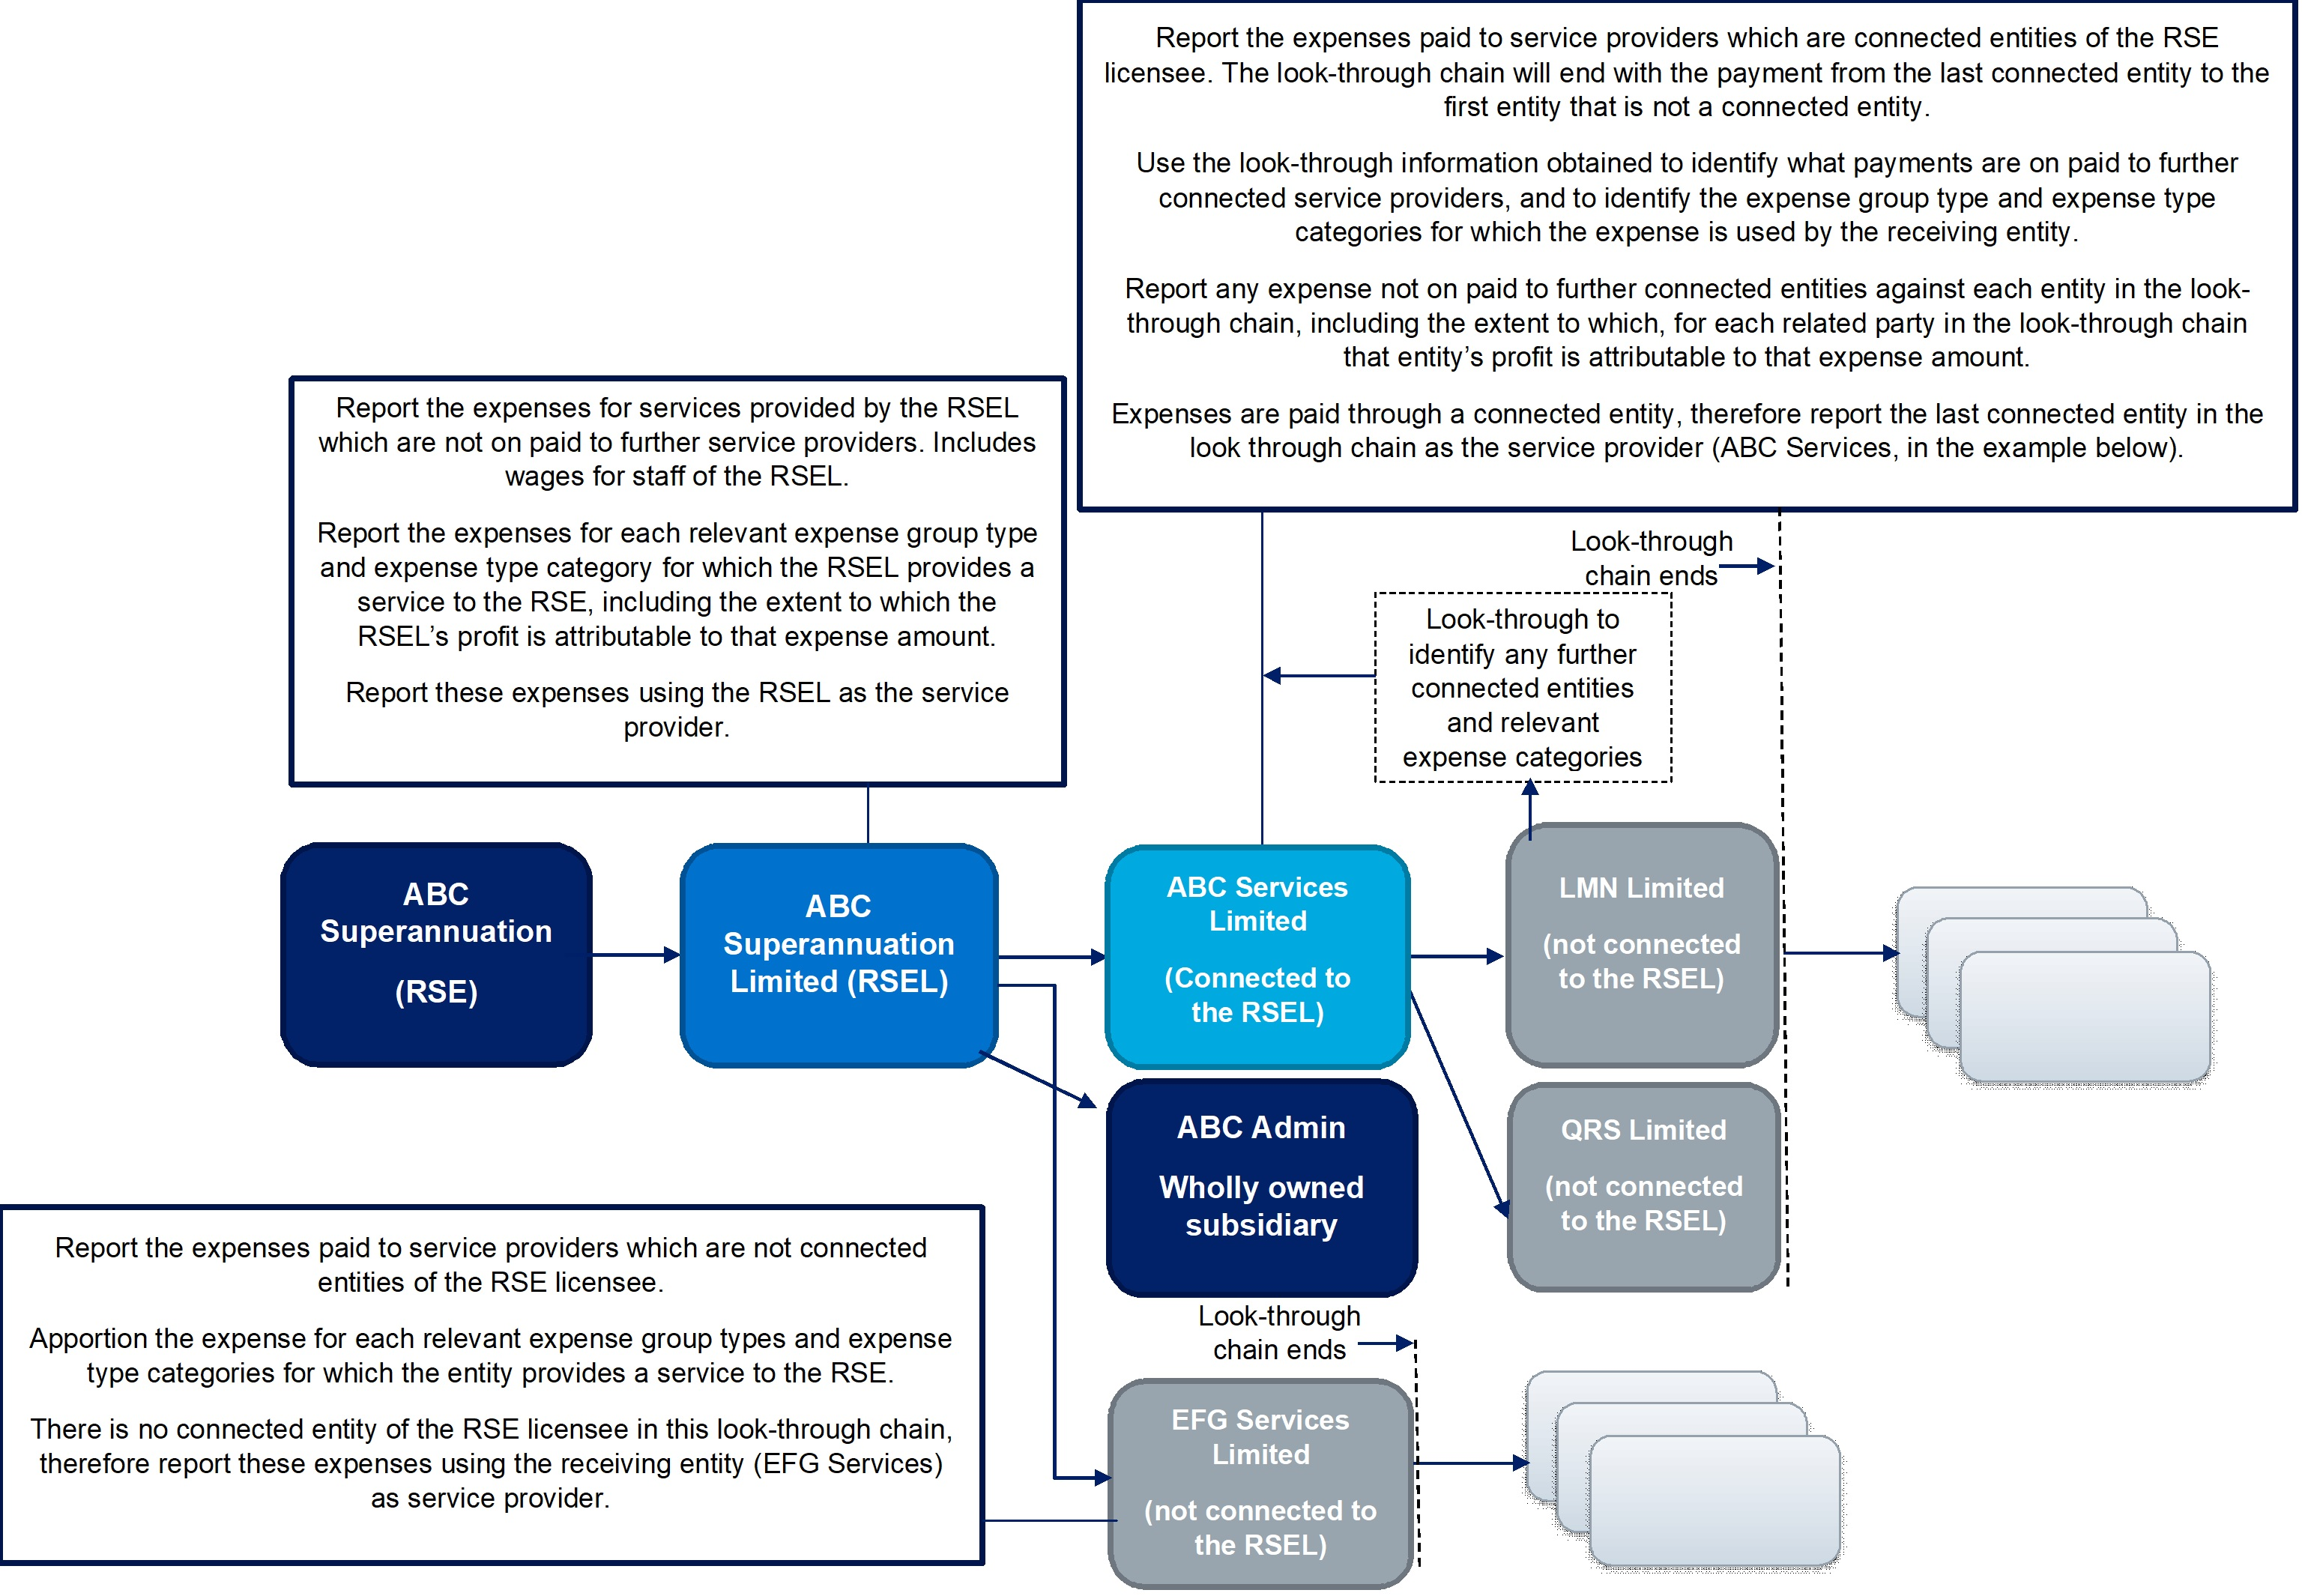 Report the expenses paid to service providers which are connected entities of the RSE
licensee. The look-through chain will end with the payment from the last connected entity to the
first entity that is not a connected entity.
Use the look-through information obtained to identify what payments are on paid to further
connected service providers, and to identify the expense group type and expense type
categories for which the expense is used by the receiving entity.
Report any expense not on paid to further connected entities against each entity in the look-
through chain, including the extent to which, for each related party in the look-through chain
that entity's profit is attributable to that expense amount.
Expenses are paid through a connected entity, therefore report the last connected entity in the
look through chain as the service provider (ABC Services, in the example below).
Report the expenses for services provided by the RSEL
which are not on paid to further service providers. Includes
wages for staff of the RSEL.
Report the expenses for each relevant expense group type
and expense type category for which the RSEL provides a
service to the RSE, including the extent to which the
RSEL's profit is attributable to that expense amount.
Report these expenses using the RSEL as the service
provider.
Look-through
chain ends
Look-through to
identify any further
connected entities
and relevant
expense categories
ABC
Superannuation
(RSE)
ABC
Superannuation
Limited (RSEL)
ABC Services
Limited
(Connected to
the RSEL)
LMN Limited
(not connected
to the RSEL)
ABC Admin
Wholly owned
subsidiary
QRS Limited
(not connected
to the RSEL)
Report the expenses paid to service providers which are not connected
entities of the RSE licensee.
Apportion the expense for each relevant expense group types and expense
type categories for which the entity provides a service to the RSE.
There is no connected entity of the RSE licensee in this look-through chain,
therefore report these expenses using the receiving entity (EFG Services)
as service provider.
Look-through
chain ends
EFG Services
Limited
(not connected to
the RSEL)